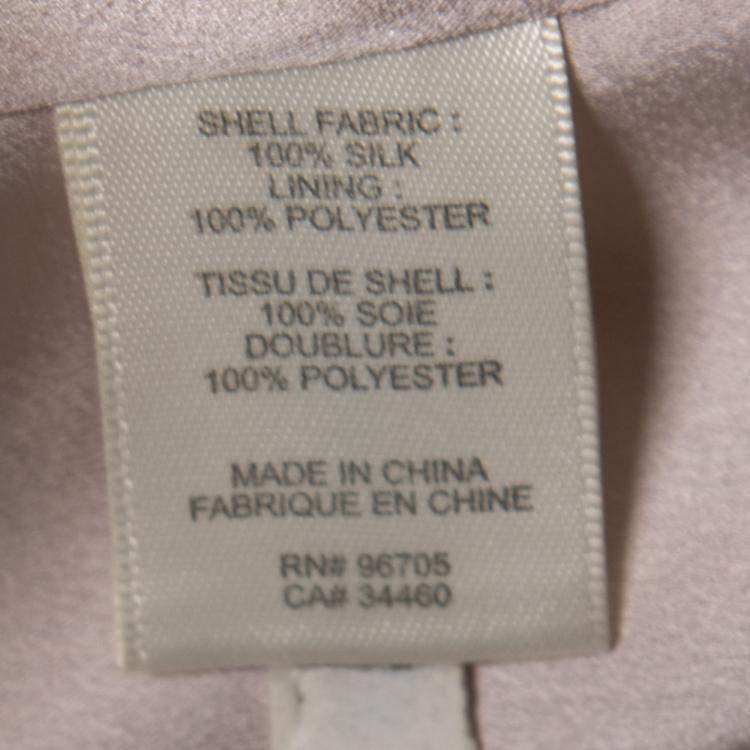 SHELL FABRIC :
100% SILK
LINING :
100% POLYESTER
TISSU DE SHELL :
100% SOIE
DOUBLURE :
100% POLYESTER
MADE IN CHINA
FABRIQUE EN CHINE
RN# 96705
CA# 34460